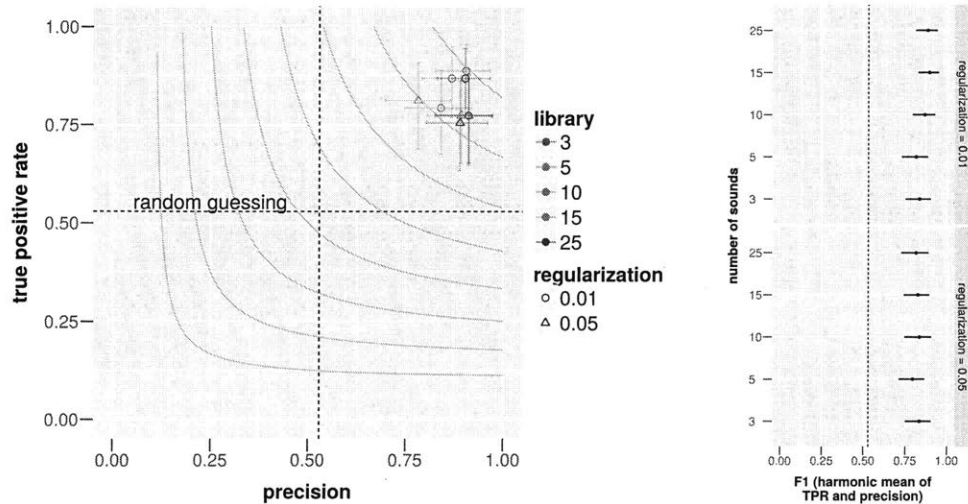 1.00
0.75
0.50
0.25
0.00
true positive rate
random guessing
0.00 0.25 0.50 0.75 1.00
precision
library
3
5
10
15
25
regularization
0.01
0.05
number of sounds
25
15
10
5
3
regularization = 0.01
25
15
10
5
3
regularization = 0.05
0.00 0.25 0.50 0.75 1.00
F1 (harmonic mean of
TPR and precision)